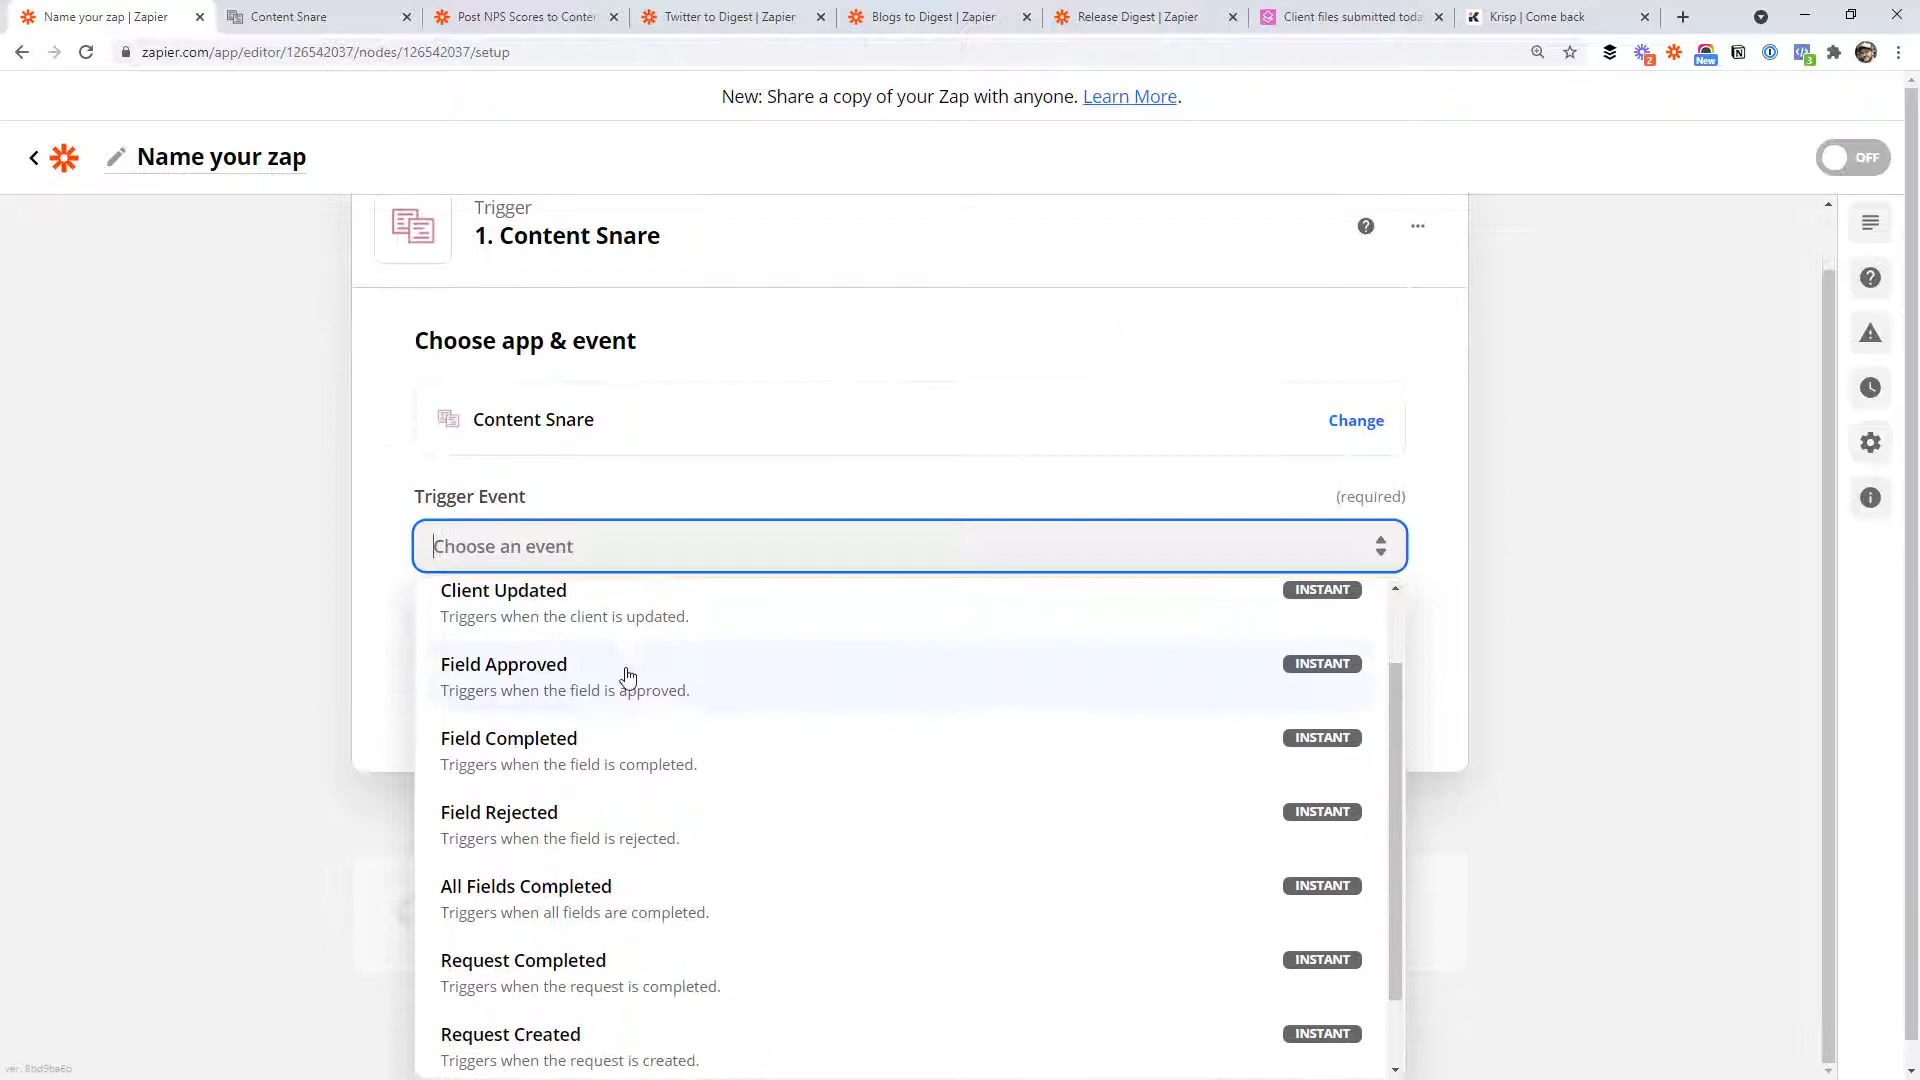 Name your zap | Zapier
Content Snare
Post NPS Scores to Conten
Twitter to Digest | Zapier
Blogs to Digest | Zapier
Release Digest | Zapier
Client files submitted toda
Krisp | Come back
zapier.com/app/editor/126542037/nodes/126542037/setup
2
New
3
New: Share a copy of your Zap with anyone. Learn More.
Name your zap
OFF
Trigger
1. Content Snare
Choose app & event
Content Snare
Change
Trigger Event
(required)
Choose an event
Client Updated
INSTANT
Triggers when the client is updated.
Field Approved
INSTANT
Triggers when the field is approved.
Field Completed
INSTANT
Triggers when the field is completed.
Field Rejected
INSTANT
Triggers when the field is rejected.
All Fields Completed
INSTANT
Triggers when all fields are completed.
Request Completed
INSTANT
Triggers when the request is completed.
Request Created
INSTANT
Triggers when the request is created.